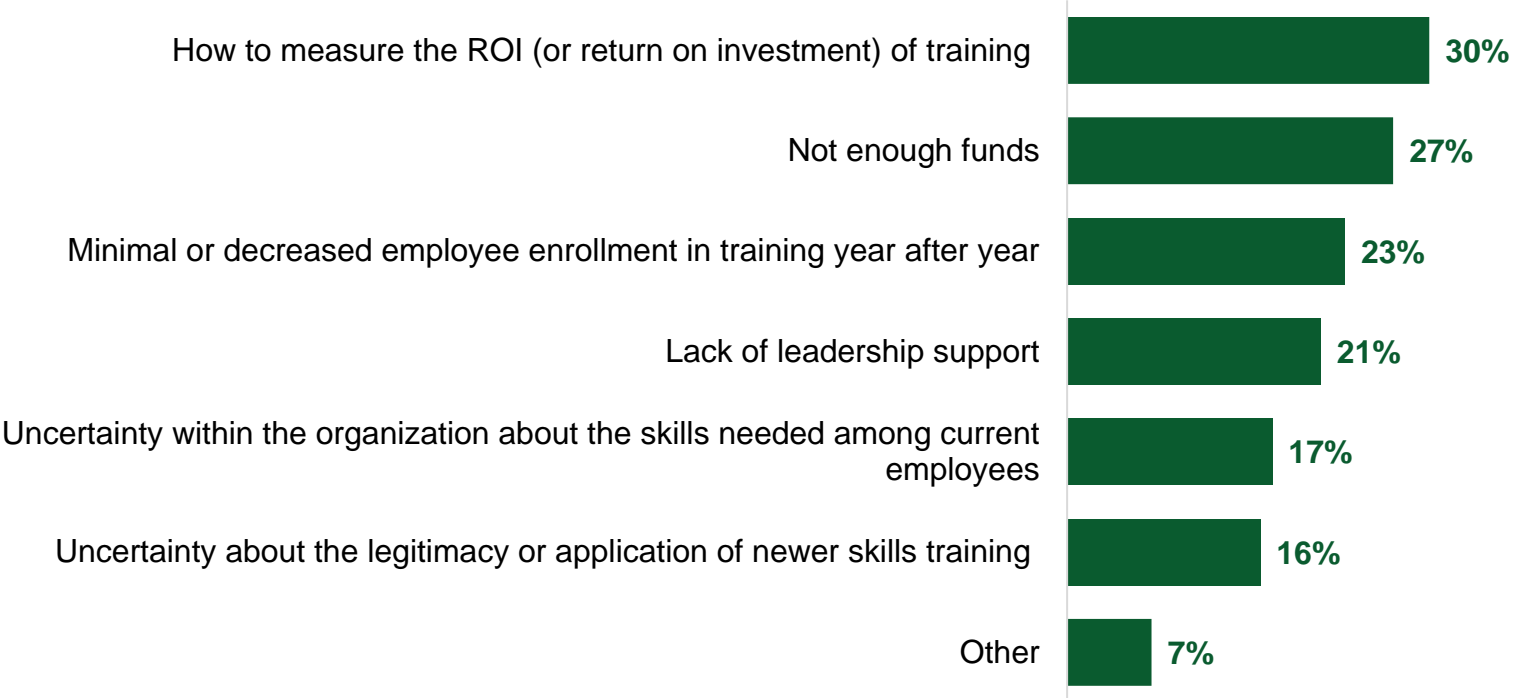 How to measure the ROI (or return on investment) of training
30%
Not enough funds
27%
Minimal or decreased employee enrollment in training year after year
23%
Lack of leadership support
21%
Uncertainty within the organization about the skills needed among current
employees
17%
Uncertainty about the legitimacy or application of newer skills training
16%
Other
7%